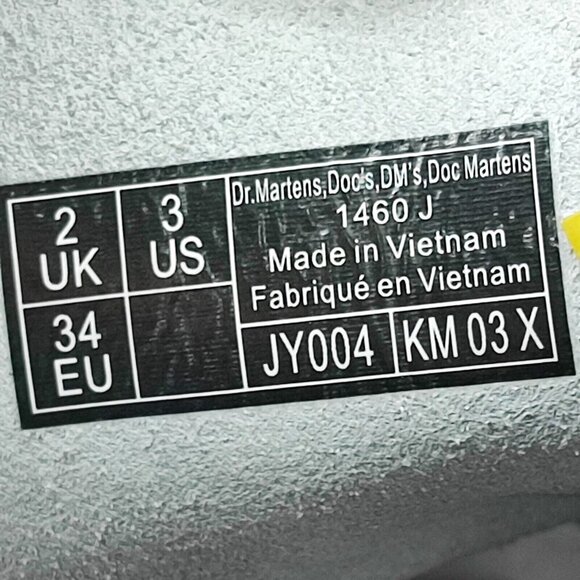 2
UK
3
US
34
EU
Dr.Martens,Doc's,DM's,Doc Martens
1460 J
Made in Vietnam
Fabriqué en Vietnam
JY004
KM 03 X